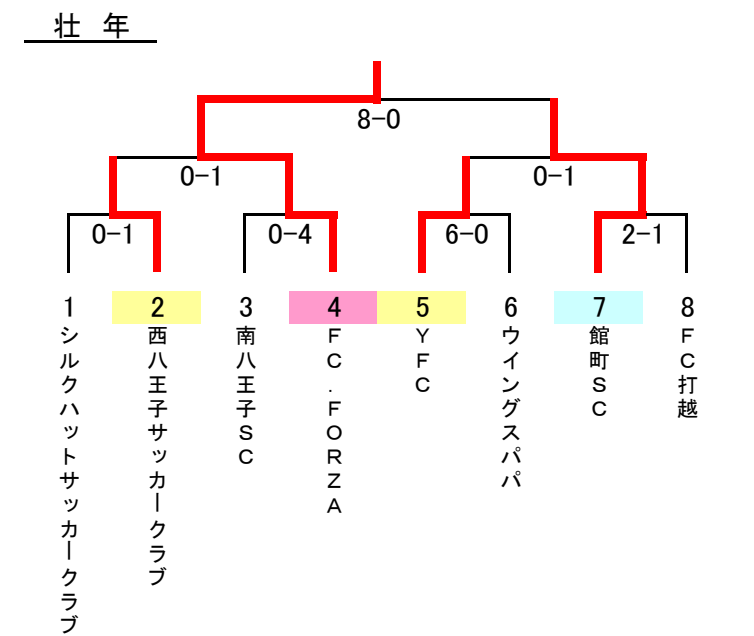 壮年
8-0
0-1
0-1
0-1
0-4
6-0
2-1
1
2
3
4
5
6
7
8
シルクハットサッカークラブ
西八王子サッカークラブ
南八王子SC
FC.FORZA
YFC
ウイングスパパ
館町SC
FC打越